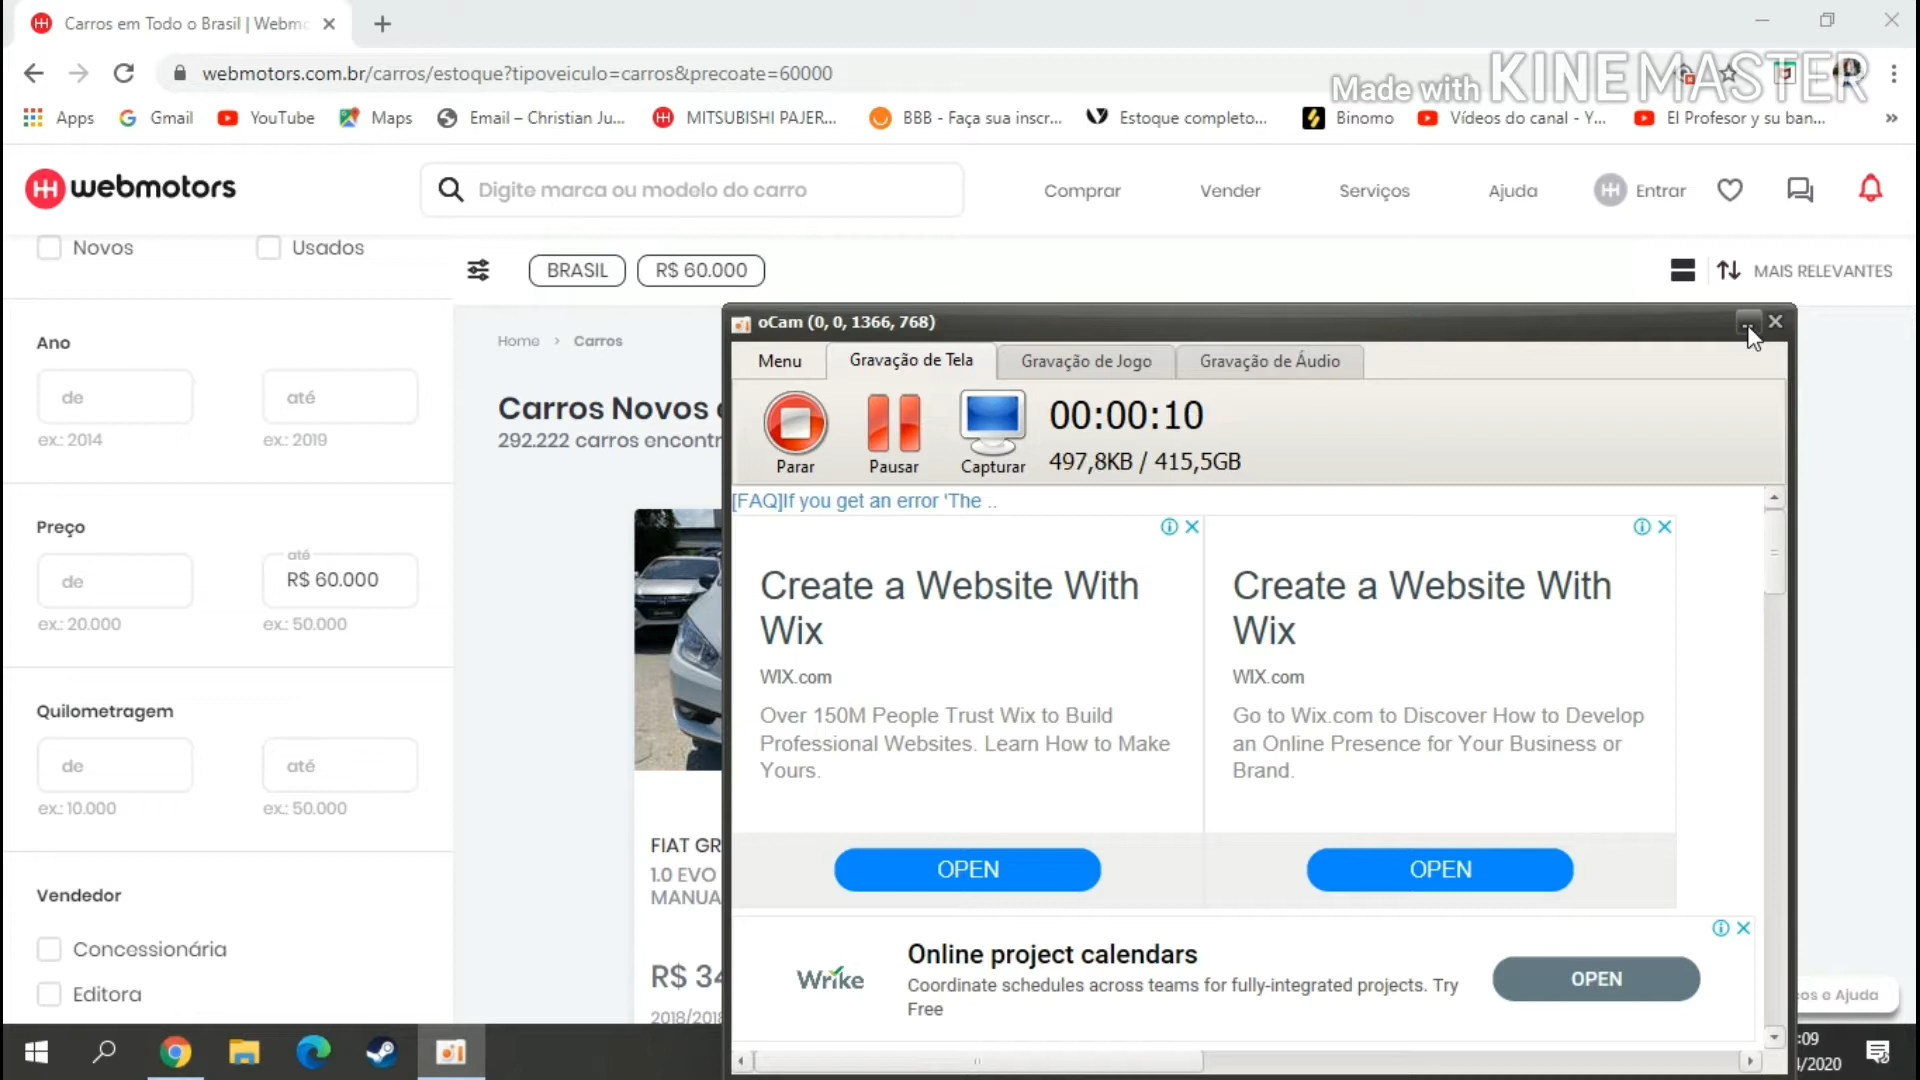 Carros em Todo o Brasil | Webmo
webmotors.com.br/carros/estoque?tipoveiculo=carros&precoate=60000
Made with KINEMASTER
Apps
Gmail
YouTube
Maps
Email – Christian Ju...
MITSUBISHI PAJER...
BBB - Faça sua inscr...
Estoque completo...
Binomo
Vídeos do canal - Y...
El Profesor y su ban...
»
webmotors
Digite marca ou modelo do carro
Comprar
Vender
Serviços
Ajuda
Entrar
Novos
Usados
BRASIL
R$ 60.000
MAIS RELEVANTES
Ano
de
até
ex.: 2014
ex.: 2019
Preço
de
até
R$ 60.000
ex.: 20.000
ex.: 50.000
Quilometragem
de
até
ex.: 10.000
ex.: 50.000
Vendedor
Concessionária
Editora
Home > Carros
Carros Novos
292.222 carros encontr
FIAT GR
1.0 EVO
MANUA
R$ 34
2018/2018
oCam (0, 0, 1366, 768)
Menu
Gravação de Tela
Gravação de Jogo
Gravação de Áudio
Parar
Pausar
Capturar
00:00:10
497,8KB / 415,5GB
[FAQ]If you get an error 'The ..
Create a Website With
Wix
WIX.com
Over 150M People Trust Wix to Build
Professional Websites. Learn How to Make
Yours.
OPEN
Create a Website With
Wix
WIX.com
Go to Wix.com to Discover How to Develop
an Online Presence for Your Business or
Brand.
OPEN
Wrike
Online project calendars
Coordinate schedules across teams for fully-integrated projects. Try
Free
OPEN
os e Ajuda
:09
/2020